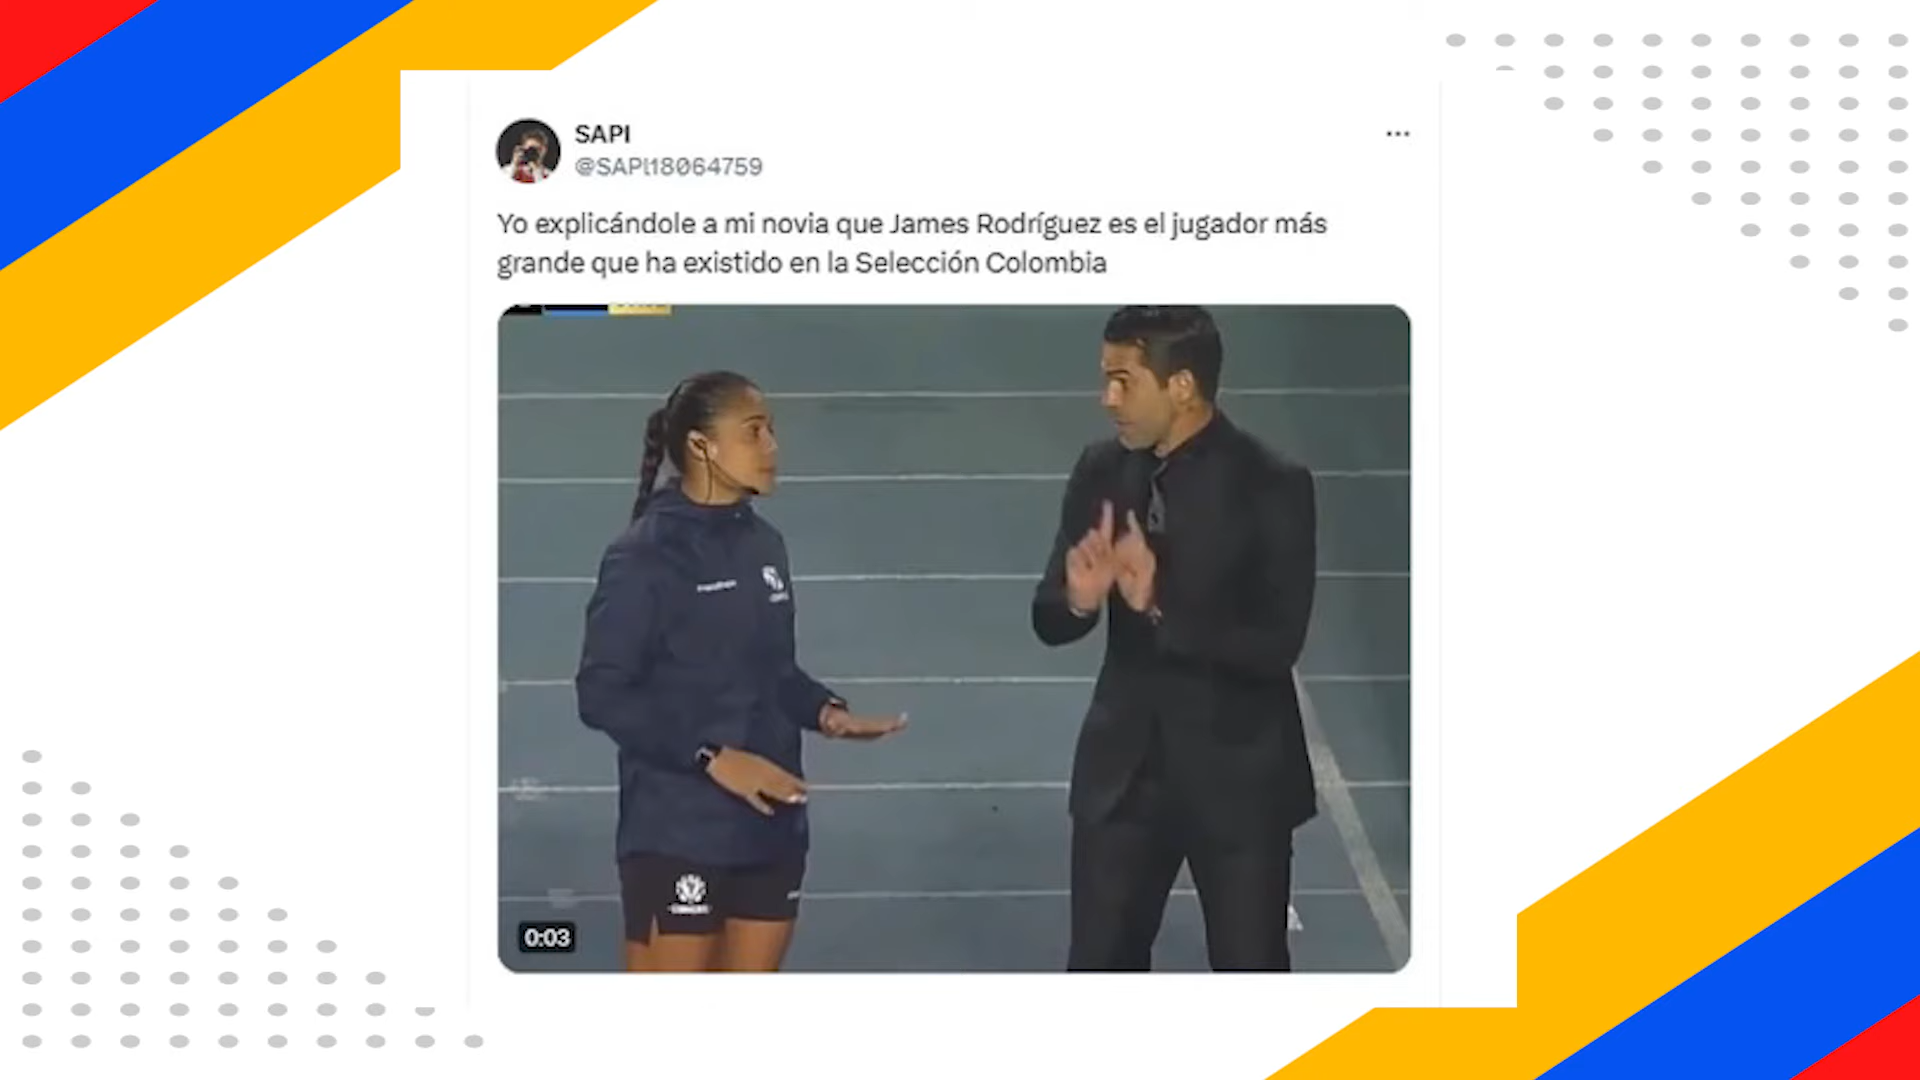 SAPI
@SAPI18064759
Yo explicándole a mi novia que James Rodríguez es el jugador más
grande que ha existido en la Selección Colombia
0:03